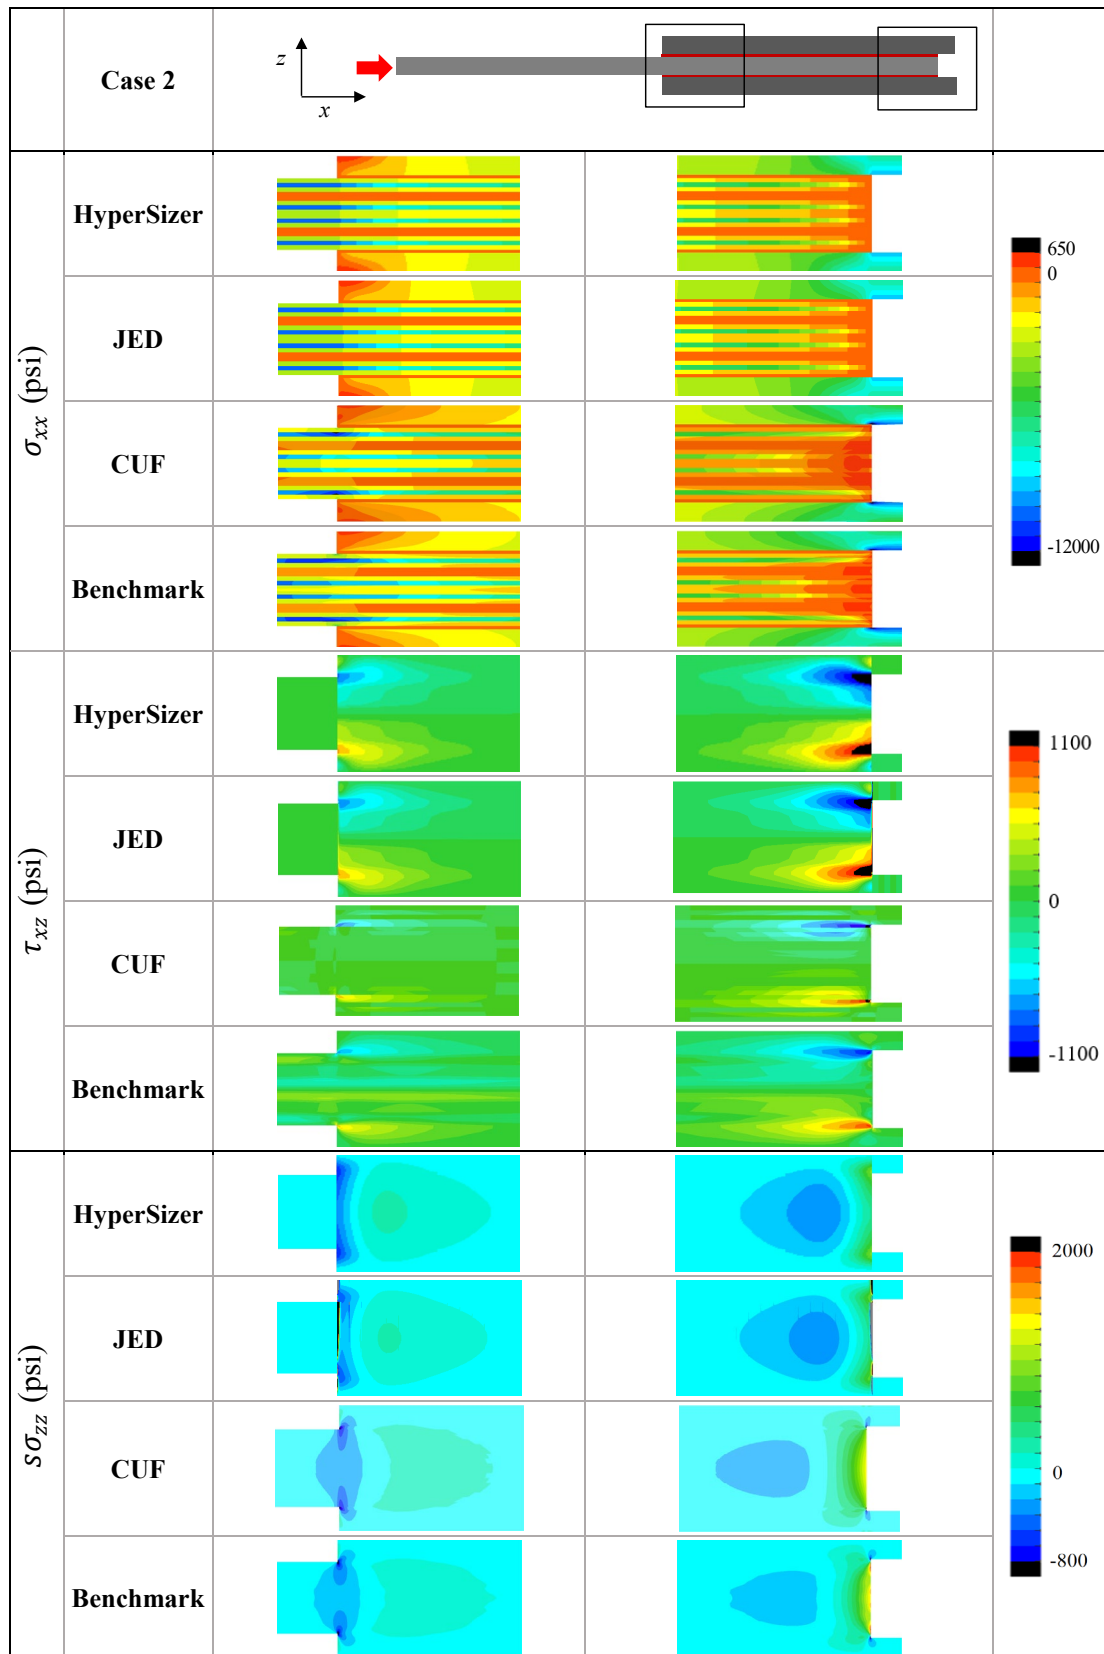 Case 2
z
x
σxx (psi)
HyperSizer
JED
CUF
Benchmark
650
0
-12000
τxz (psi)
HyperSizer
JED
CUF
Benchmark
1100
0
-1100
sσzz (psi)
HyperSizer
JED
CUF
Benchmark
2000
0
-800